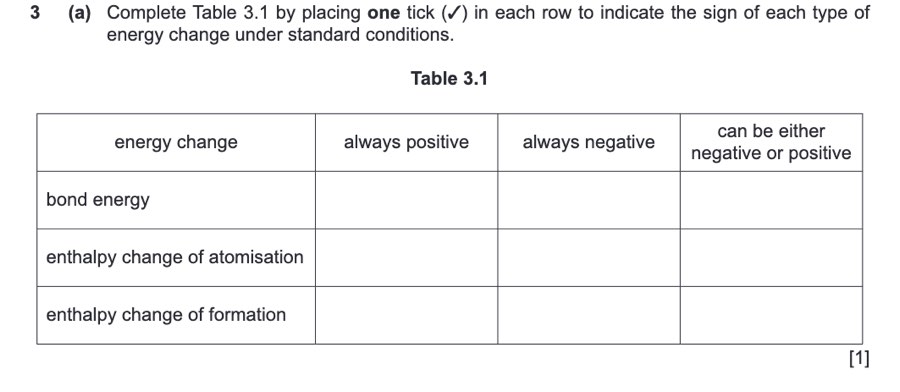 3 (a) Complete Table 3.1 by placing one tick (✓) in each row to indicate the sign of each type of
energy change under standard conditions.
Table 3.1
energy change always positive always negative can be either
negative or positive
bond energy
enthalpy change of atomisation
enthalpy change of formation
[1]